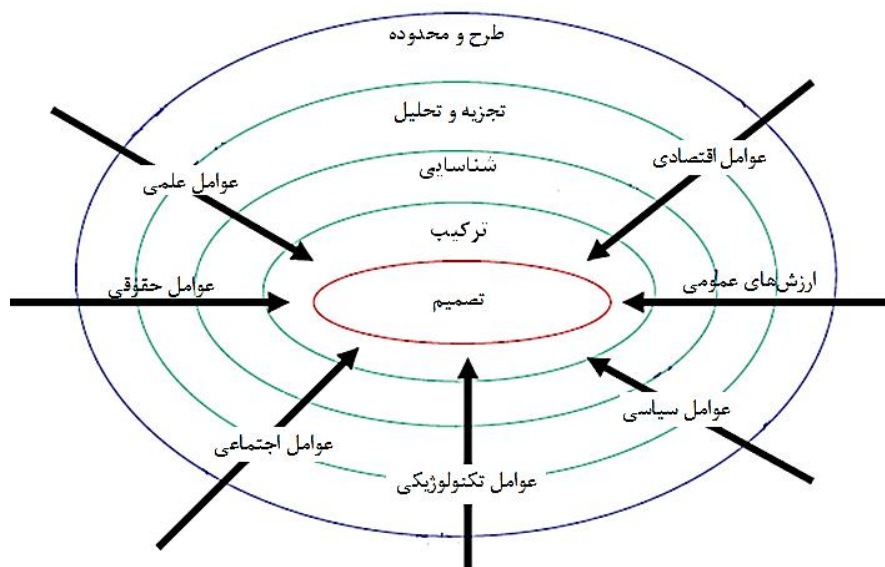 طرح و محدوده
تجزیه و تحلیل
عوامل اقتصادی
شناسایی
عوامل علمی
ترکیب
ارزش‌های عمومی
عوامل حقوقی
تصمیم
عوامل سیاسی
عوامل اجتماعی
عوامل تکنولوژیکی